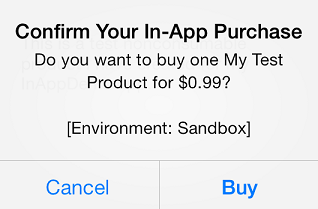 Confirm Your In-App Purchase
Do you want to buy one My Test
Product for $0.99?
[Environment: Sandbox]
Cancel
Buy